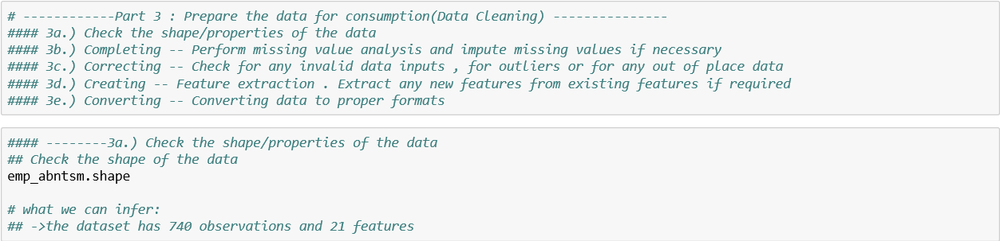 # ------------Part 3 : Prepare the data for consumption(Data Cleaning) ---------------
#### 3a.) Check the shape/properties of the data
#### 3b.) Completing -- Perform missing value analysis and impute missing values if necessary
#### 3c.) Correcting -- Check for any invalid data inputs , for outliers or for any out of place data
#### 3d.) Creating -- Feature extraction . Extract any new features from existing features if required
#### 3e.) Converting -- Converting data to proper formats
#### --------3a.) Check the shape/properties of the data
## Check the shape of the data
emp_abntsm.shape
# what we can infer:
## ->the dataset has 740 observations and 21 features